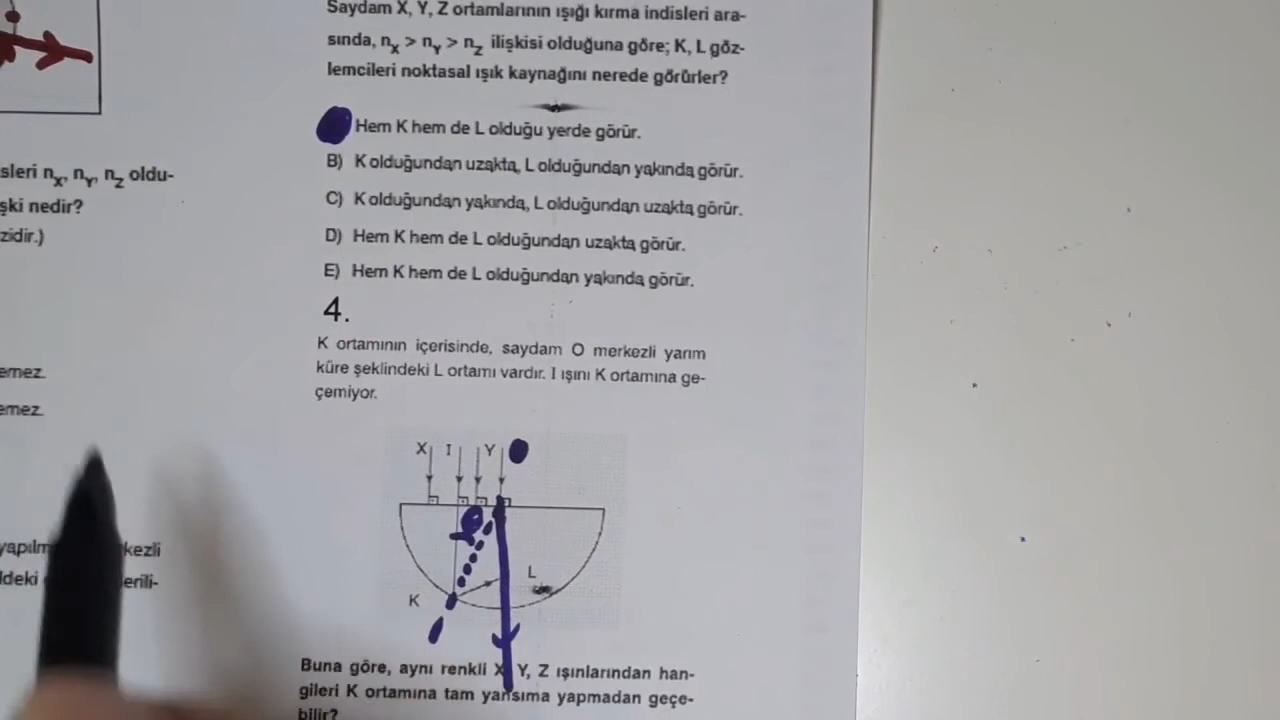 Saydam X, Y, Z ortamlarının ışığı kırma indisleri ara-
sında, nX > nY > nZ ilişkisi olduğuna göre; K, L göz-
lemcileri noktasal ışık kaynağını nerede görürler?
Hem K hem de L olduğu yerde görür.
B) K olduğundan uzakta, L olduğundan yakında görür.
C) K olduğundan yakında, L olduğundan uzakta görür.
D) Hem K hem de L olduğundan uzakta görür.
E) Hem K hem de L olduğundan yakında görür.
sleri nX, nY, nZ oldu-
şki nedir?
zidir.)
emez.
emez.
yapılm kezli
ldeki erili-
4.
K ortamının içerisinde, saydam O merkezli yarım
küre şeklindeki L ortamı vardır. I ışını K ortamına ge-
çemiyor.
X I Y
L
K
Buna göre, aynı renkli X, Y, Z ışınlarından han-
gileri K ortamına tam yansıma yapmadan geçe-
bilir?